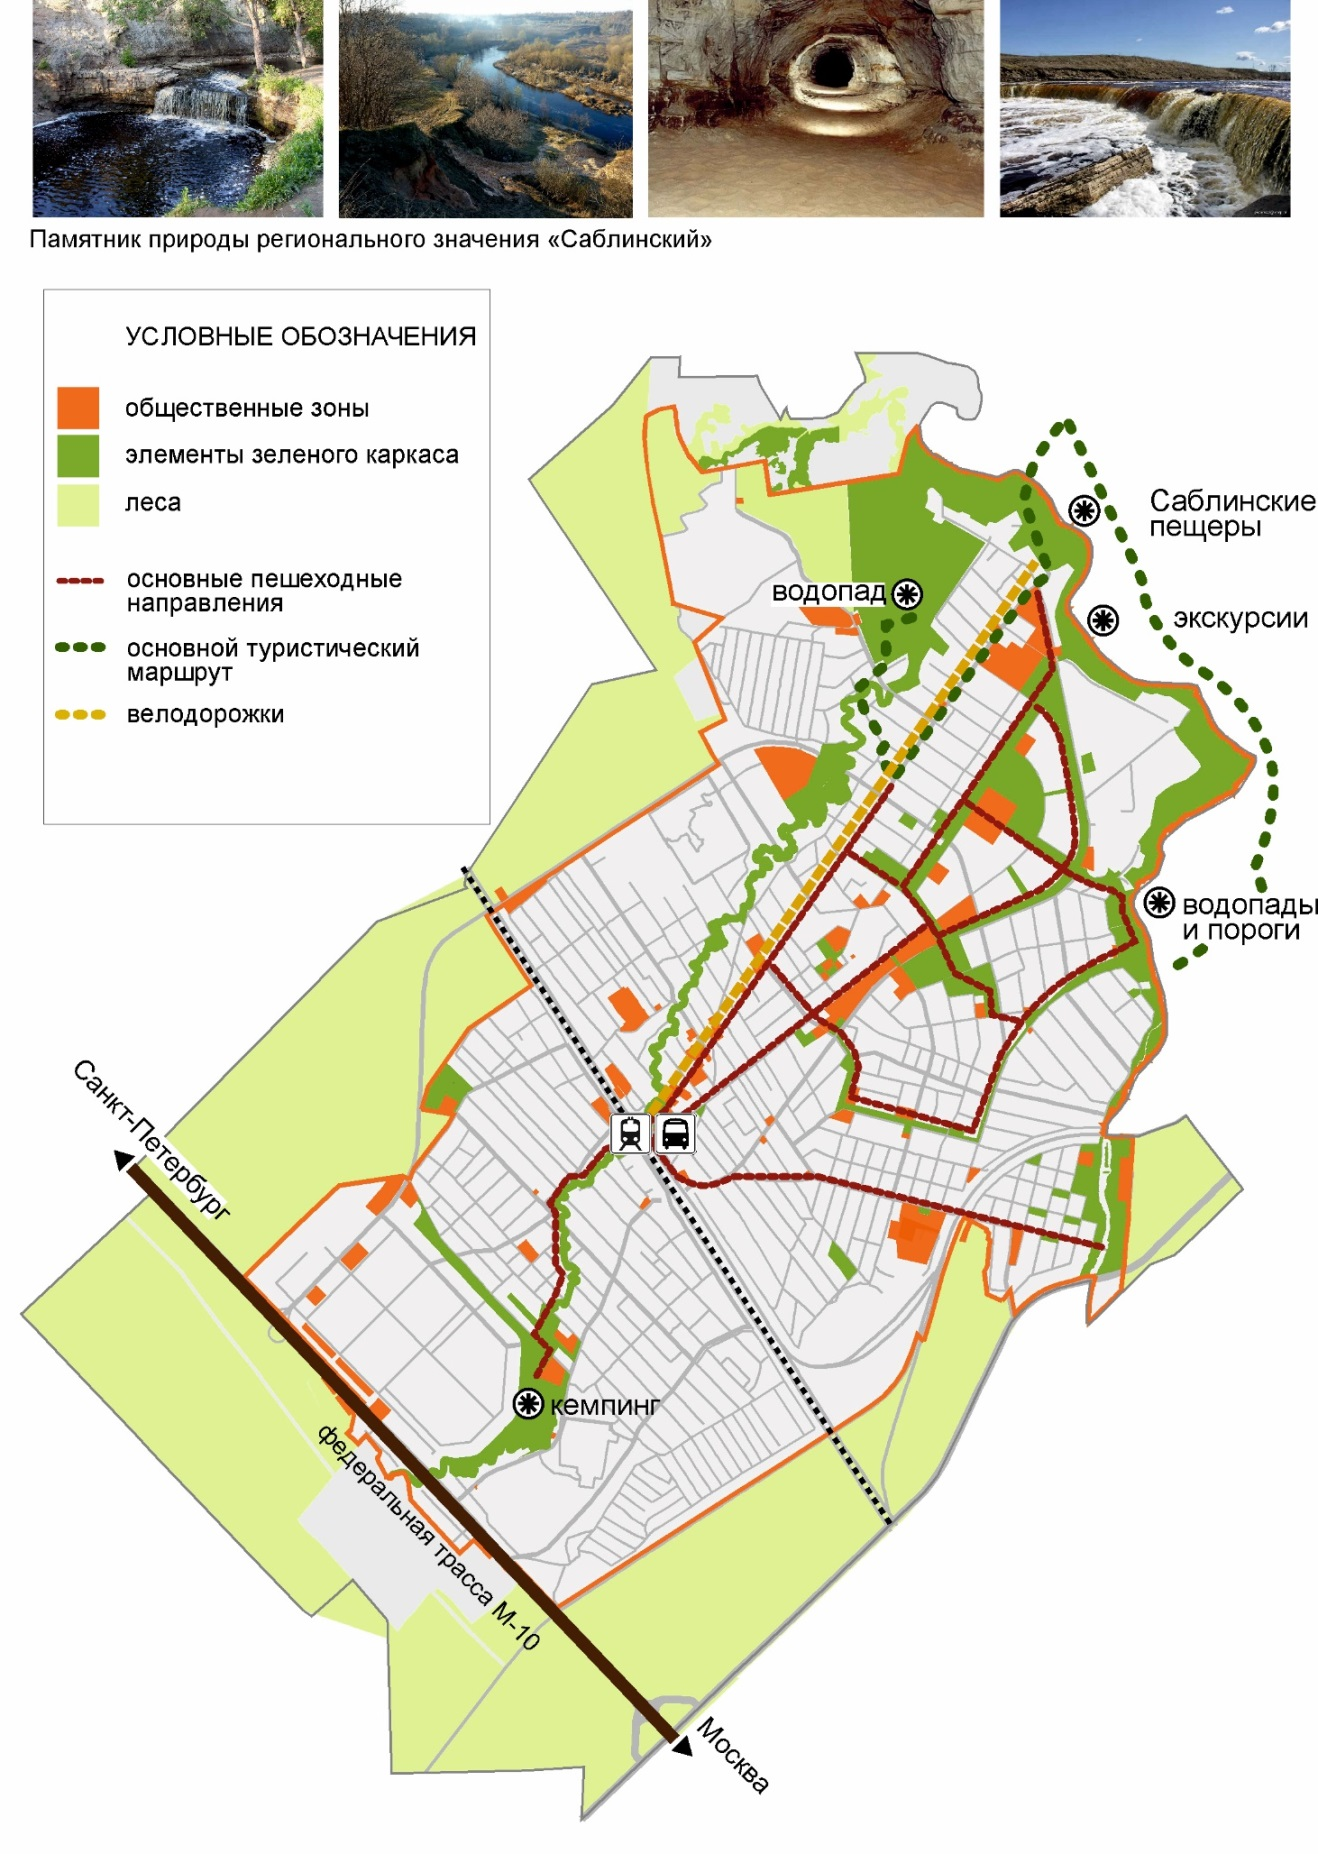 Памятник природы регионального значения «Саблинский»
УСЛОВНЫЕ ОБОЗНАЧЕНИЯ
общественные зоны
элементы зеленого каркаса
леса
основные пешеходные
направления
основной туристический
маршрут
велодорожки
Саблинские
пещеры
водопад
экскурсии
водопады
и пороги
Санкт-Петербург
кемпинг
федеральная трасса М-10
Москва